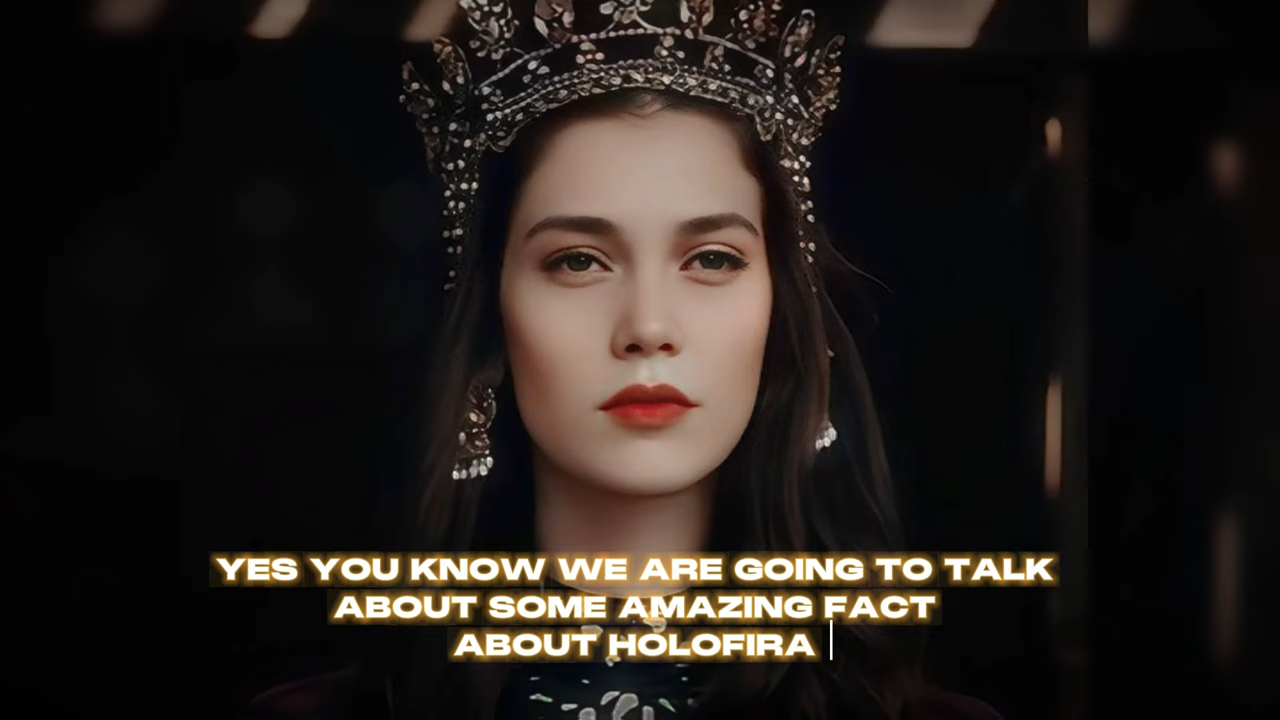 YES YOU KNOW WE ARE GOING TO TALK
ABOUT SOME AMAZING FACT
ABOUT HOLOFIRA